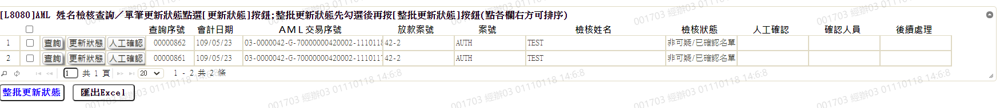 [L8080]AML 姓名檢核查詢／單筆更新狀態點選[更新狀態]按鈕;整批更新狀態先勾選後再按[整批更新狀態]按鈕(點各欄右方可排序)
查詢序號 會計日期 AML交易序號 放款案號 案號 檢核姓名 檢核狀態 人工確認 確認人員 後續處理
1 查詢 更新狀態 人工確認 00000862 109/05/23 03-0000042-G-70000000420002-1110118 42-2 AUTH TEST 非可疑/已確認名單
2 查詢 更新狀態 人工確認 00000861 109/05/23 03-0000042-G-70000000420002-1110117 42-2 AUTH TEST 非可疑/已確認名單
1 共 1 頁 20 1 - 2 共 2 條
整批更新狀態 匯出Excel
001703 經辦03 01110118 14:6:8